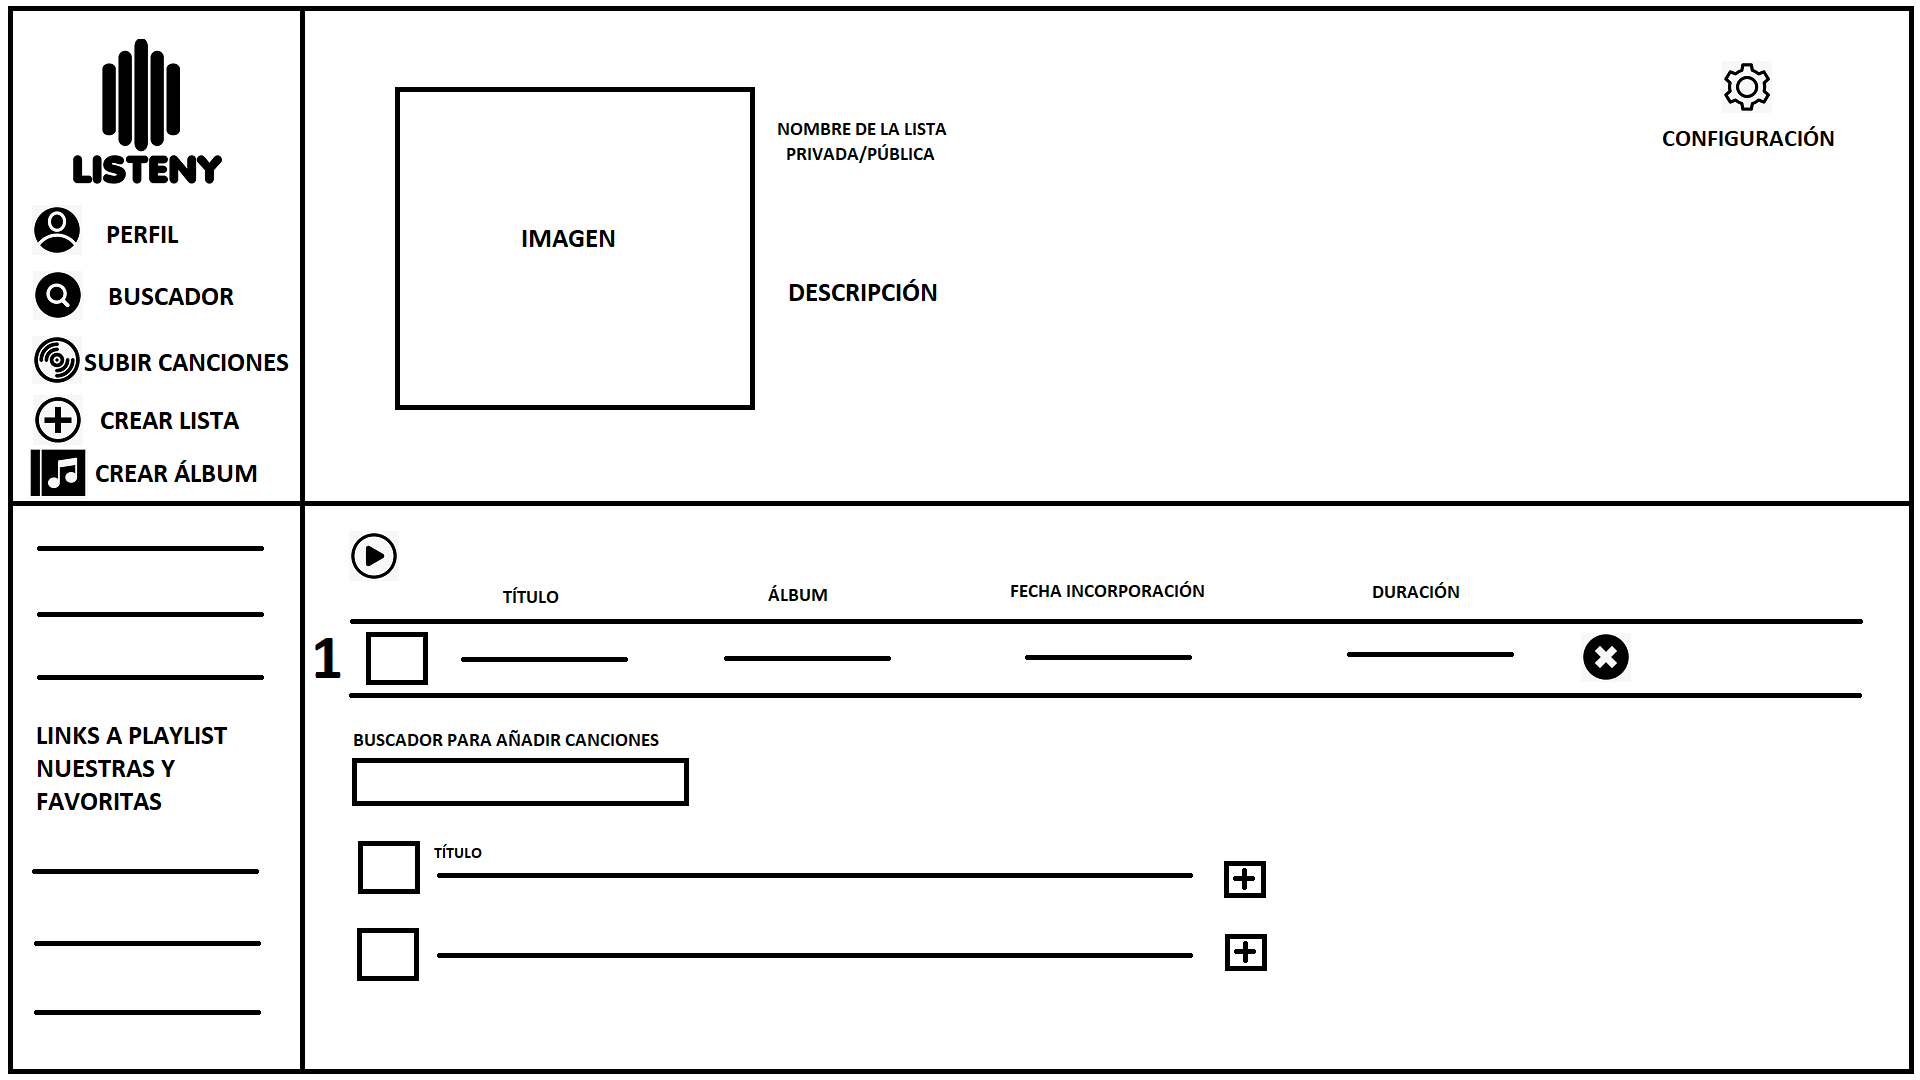 LISTENY
PERFIL
BUSCADOR
SUBIR CANCIONES
CREAR LISTA
CREAR ÁLBUM
LINKS A PLAYLIST
NUESTRAS Y
FAVORITAS
IMAGEN
NOMBRE DE LA LISTA
PRIVADA/PÚBLICA
DESCRIPCIÓN
CONFIGURACIÓN
TÍTULO ÁLBUM FECHA INCORPORACIÓN DURACIÓN
1
BUSCADOR PARA AÑADIR CANCIONES
TÍTULO